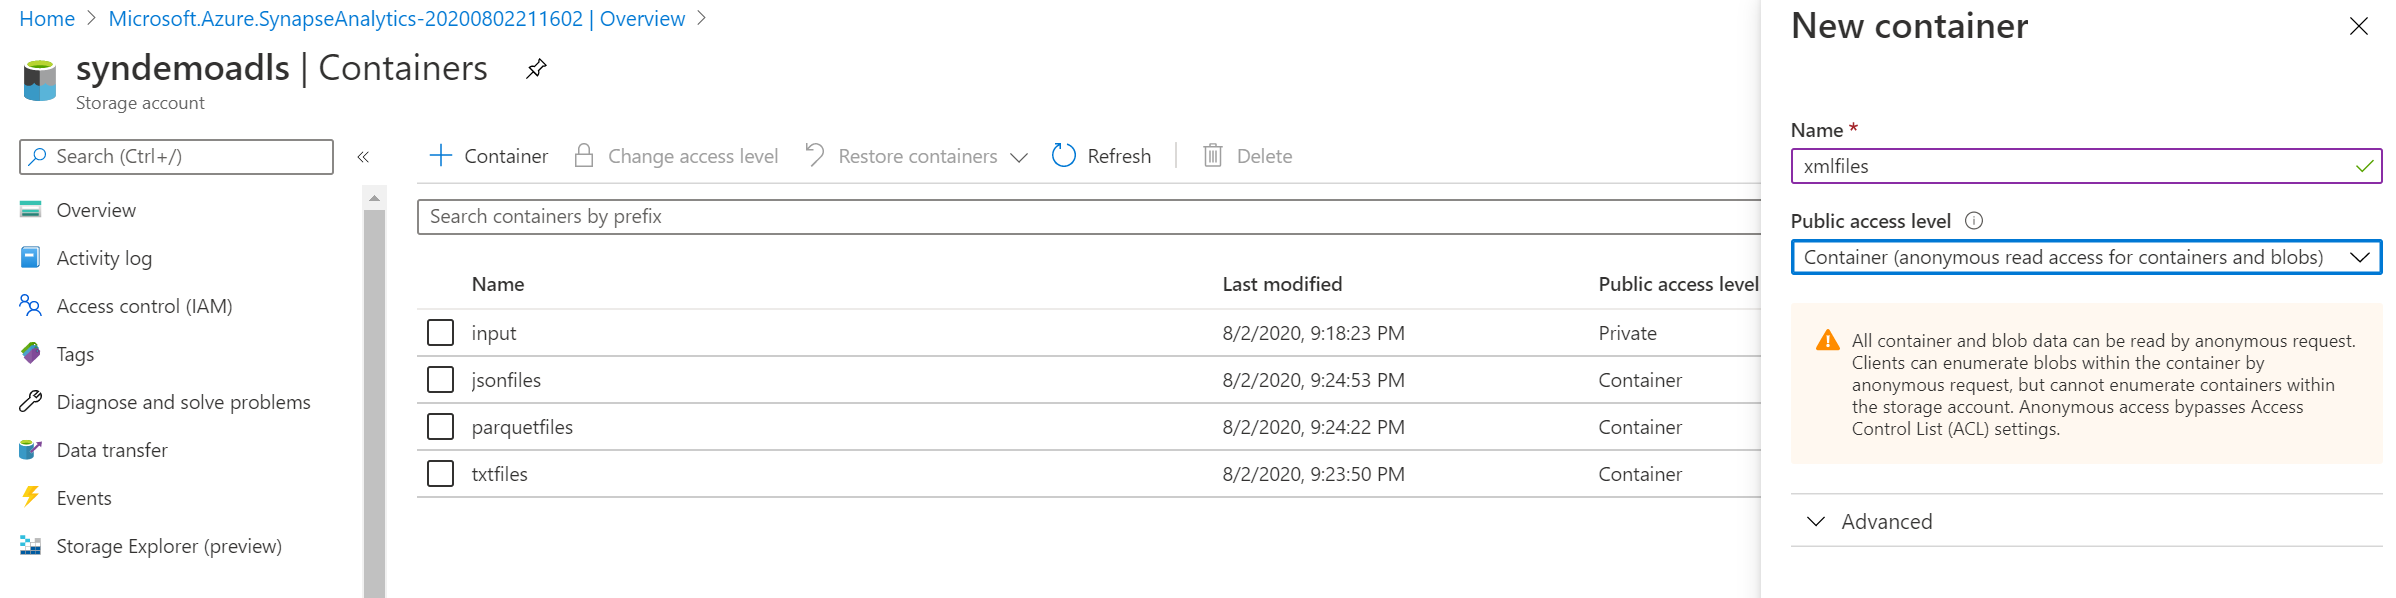 Home > Microsoft.Azure.SynapseAnalytics-20200802211602 | Overview >
syndemoadls | Containers
Storage account
Search (Ctrl+/)
«
Overview
Activity log
Access control (IAM)
Tags
Diagnose and solve problems
Data transfer
Events
Storage Explorer (preview)
+ Container Change access level Restore containers Refresh | Delete
Search containers by prefix
Name Last modified Public access level
input 8/2/2020, 9:18:23 PM Private
jsonfiles 8/2/2020, 9:24:53 PM Container
parquetfiles 8/2/2020, 9:24:22 PM Container
txtfiles 8/2/2020, 9:23:50 PM Container
New container
Name *
xmlfiles
Public access level
Container (anonymous read access for containers and blobs)
All container and blob data can be read by anonymous request.
Clients can enumerate blobs within the container by
anonymous request, but cannot enumerate containers within
the storage account. Anonymous access bypasses Access
Control List (ACL) settings.
Advanced